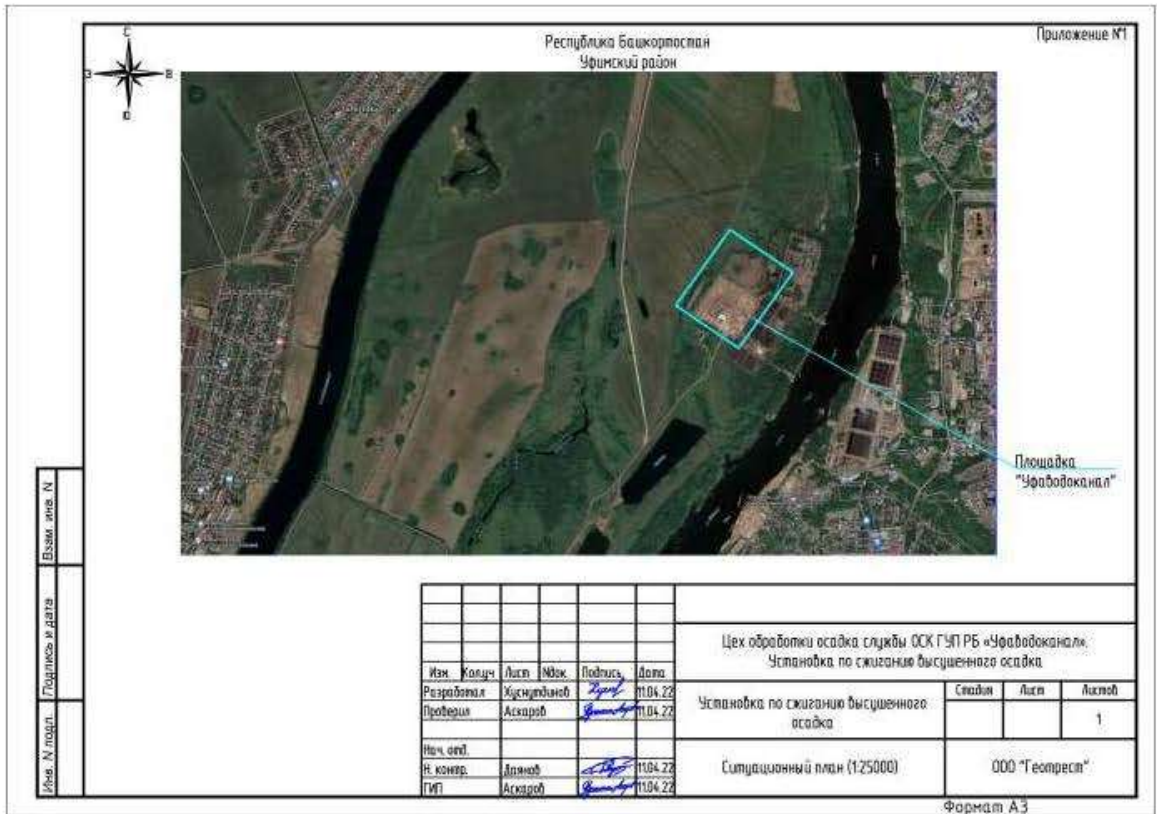 С
З
В
Ю
Республика Башкортостан
Уфимский район
Приложение №1
Площадка
"Уфаводоканал"
Взам. инв. N
Подпись и дата
Инв. N подл.
Цех обработки осадка службы ОСК ГУП РБ «Уфаводоканал».
Установка по сжиганию высушенного осадка
Изм. Колуч Лист Nдок. Подпись Дата
Разработал Хуснутдинов 11.04.22
Проверил Аскаров 11.04.22
Нач. отд.
Н. контр. Даянов 11.04.22
ГИП Аскаров 11.04.22
Установка по сжиганию высушенного
осадка
Стадия Лист Листов
1
Ситуационный план (1:25000)
ООО "Геотрест"
Формат А3